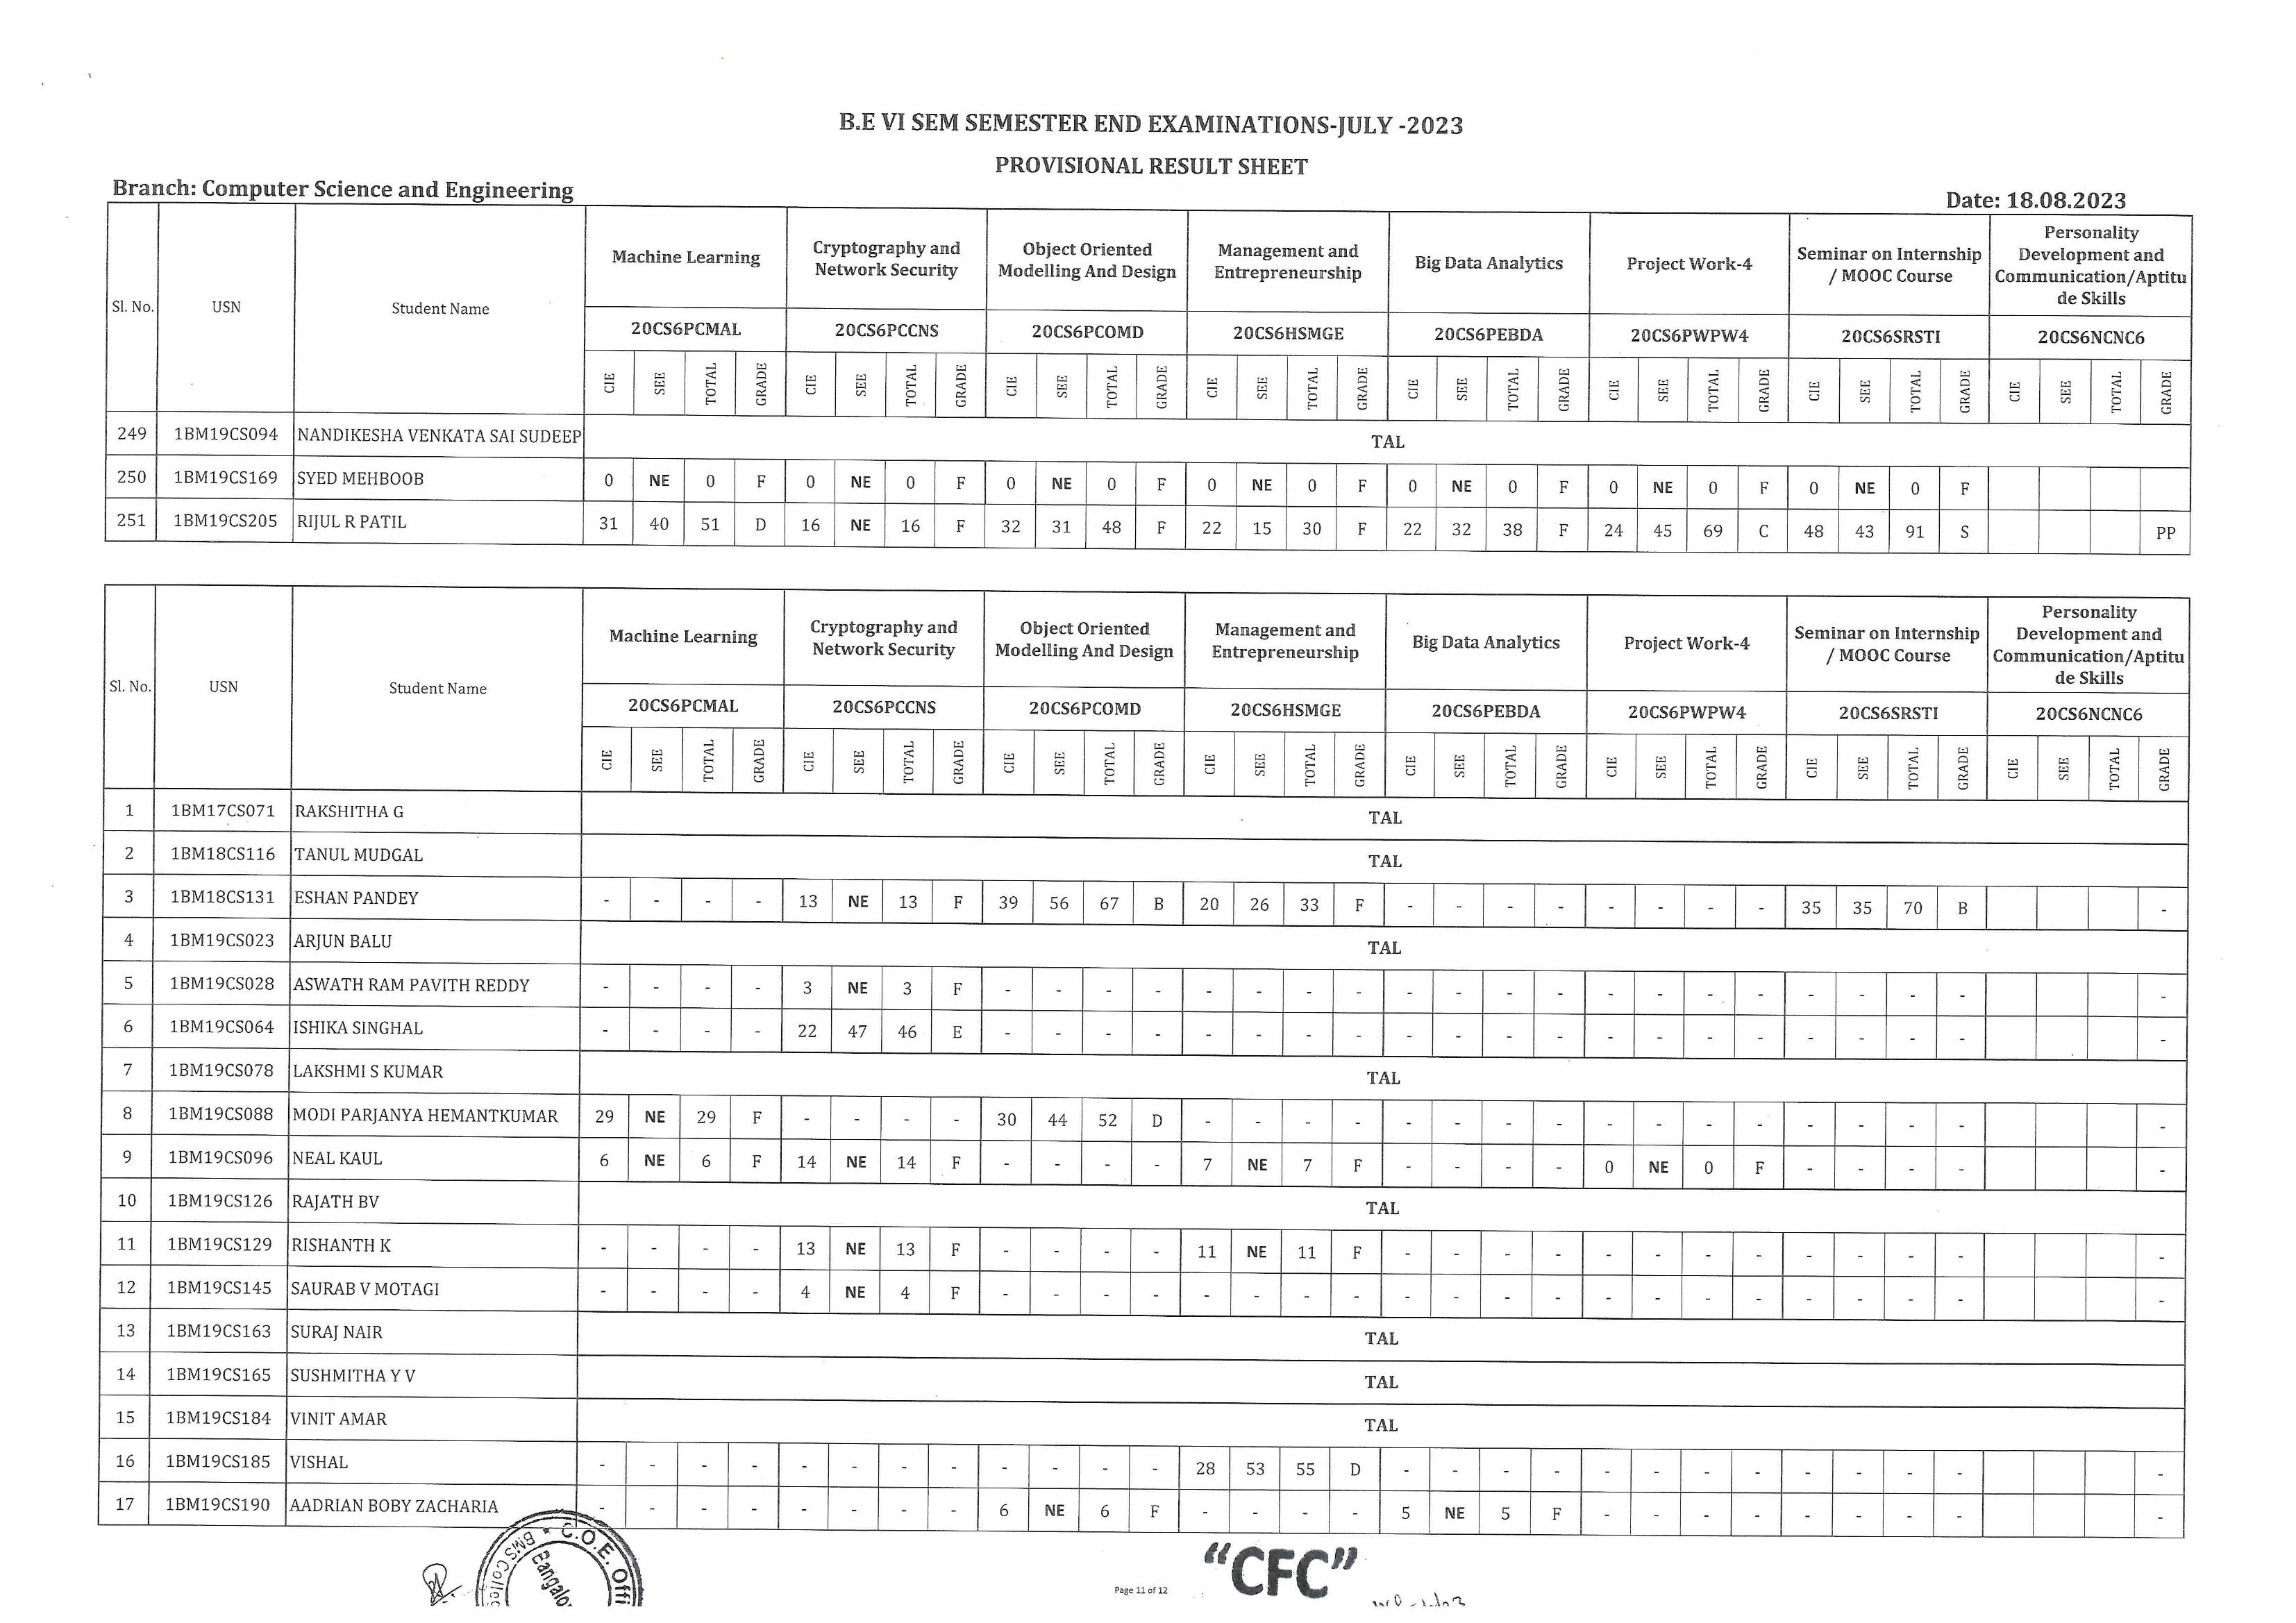 B.E VI SEM SEMESTER END EXAMINATIONS-JULY -2023
PROVISIONAL RESULT SHEET
Branch: Computer Science and Engineering
Date: 18.08.2023
Sl. No. USN Student Name Machine Learning Cryptography and Network Security Object Oriented Modelling And Design Management and Entrepreneurship Big Data Analytics Project Work-4 Seminar on Internship / MOOC Course Personality Development and Communication/Aptitu de Skills
20CS6PCMAL 20CS6PCCNS 20CS6PCOMD 20CS6HSMGE 20CS6PEBDA 20CS6PWPW4 20CS6SRSTI 20CS6NCNC6
CIE SEE TOTAL GRADE CIE SEE TOTAL GRADE CIE SEE TOTAL GRADE CIE SEE TOTAL GRADE CIE SEE TOTAL GRADE CIE SEE TOTAL GRADE CIE SEE TOTAL GRADE CIE SEE TOTAL GRADE
249 1BM19CS094 NANDIKESHA VENKATA SAI SUDEEP TAL
250 1BM19CS169 SYED MEHBOOB 0 NE 0 F 0 NE 0 F 0 NE 0 F 0 NE 0 F 0 NE 0 F 0 NE 0 F 0 NE 0 F
251 1BM19CS205 RIJUL R PATIL 31 40 51 D 16 NE 16 F 32 31 48 F 22 15 30 F 22 32 38 F 24 45 69 C 48 43 91 S PP
Sl. No. USN Student Name Machine Learning Cryptography and Network Security Object Oriented Modelling And Design Management and Entrepreneurship Big Data Analytics Project Work-4 Seminar on Internship / MOOC Course Personality Development and Communication/Aptitu de Skills
20CS6PCMAL 20CS6PCCNS 20CS6PCOMD 20CS6HSMGE 20CS6PEBDA 20CS6PWPW4 20CS6SRSTI 20CS6NCNC6
CIE SEE TOTAL GRADE CIE SEE TOTAL GRADE CIE SEE TOTAL GRADE CIE SEE TOTAL GRADE CIE SEE TOTAL GRADE CIE SEE TOTAL GRADE CIE SEE TOTAL GRADE CIE SEE TOTAL GRADE
1 1BM17CS071 RAKSHITHA G TAL
2 1BM18CS116 TANUL MUDGAL TAL
3 1BM18CS131 ESHAN PANDEY - - - - 13 NE 13 F 39 56 67 B 20 26 33 F - - - - - - - - 35 35 70 B -
4 1BM19CS023 ARJUN BALU TAL
5 1BM19CS028 ASWATH RAM PAVITH REDDY - - - - 3 NE 3 F - - - - - - - - - - - - - - - - - - - - -
6 1BM19CS064 ISHIKA SINGHAL - - - - 22 47 46 E - - - - - - - - - - - - - - - - - - - - -
7 1BM19CS078 LAKSHMI S KUMAR TAL
8 1BM19CS088 MODI PARJANYA HEMANTKUMAR 29 NE 29 F - - - - 30 44 52 D - - - - - - - - - - - - - - - - -
9 1BM19CS096 NEAL KAUL 6 NE 6 F 14 NE 14 F - - - - 7 NE 7 F - - - - 0 NE 0 F - - - - -
10 1BM19CS126 RAJATH BV TAL
11 1BM19CS129 RISHANTH K - - - - 13 NE 13 F - - - - 11 NE 11 F - - - - - - - - - - - - -
12 1BM19CS145 SAURAB V MOTAGI - - - - 4 NE 4 F - - - - - - - - - - - - - - - - - - - - -
13 1BM19CS163 SURAJ NAIR TAL
14 1BM19CS165 SUSHMITHA Y V TAL
15 1BM19CS184 VINIT AMAR TAL
16 1BM19CS185 VISHAL - - - - - - - - - - - - 28 53 55 D - - - - - - - - - - - - -
17 1BM19CS190 AADRIAN BOBY ZACHARIA - - - - - - - - 6 NE 6 F - - - - 5 NE 5 F - - - - - - - - -
C.O.E. Offi
BMS Colle
Bangalo
"CFC"
Page 11 of 12